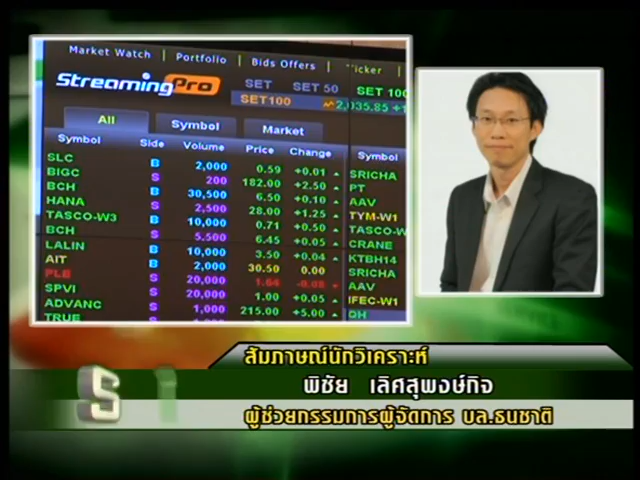 Market Watch | Portfolio | Bids Offers | Ticker |
Streaming Pro SET SET 50 SET 100
SET100 2,035.85 +1
All Symbol Market
Symbol Side Volume Price Change Symbol
SLC B 2,000 0.59 +0.01 SRICHA
BIGC S 200 182.00 +2.50 PT
BCH B 30,500 6.50 +0.10 AAV
HANA S 2,500 28.00 +1.25 TYM-W1
TASCO-W3 B 10,000 0.71 +0.50 TASCO-W
BCH S 5,500 6.45 +0.05 CRANE
LALIN B 10,000 3.50 +0.04 KTBH14
AIT B 2,000 30.50 0.00 SRICHA
PLE S 20,000 1.64 -0.08 AAV
SPVI S 20,000 1.00 +0.05 IFEC-W1
ADVANC S 1,000 215.00 +5.00 QH
TRUE
สัมภาษณ์นักวิเคราะห์
พิชัย เลิศสุพงษ์กิจ
ผู้ช่วยกรรมการผู้จัดการ บล.ธนชาติ